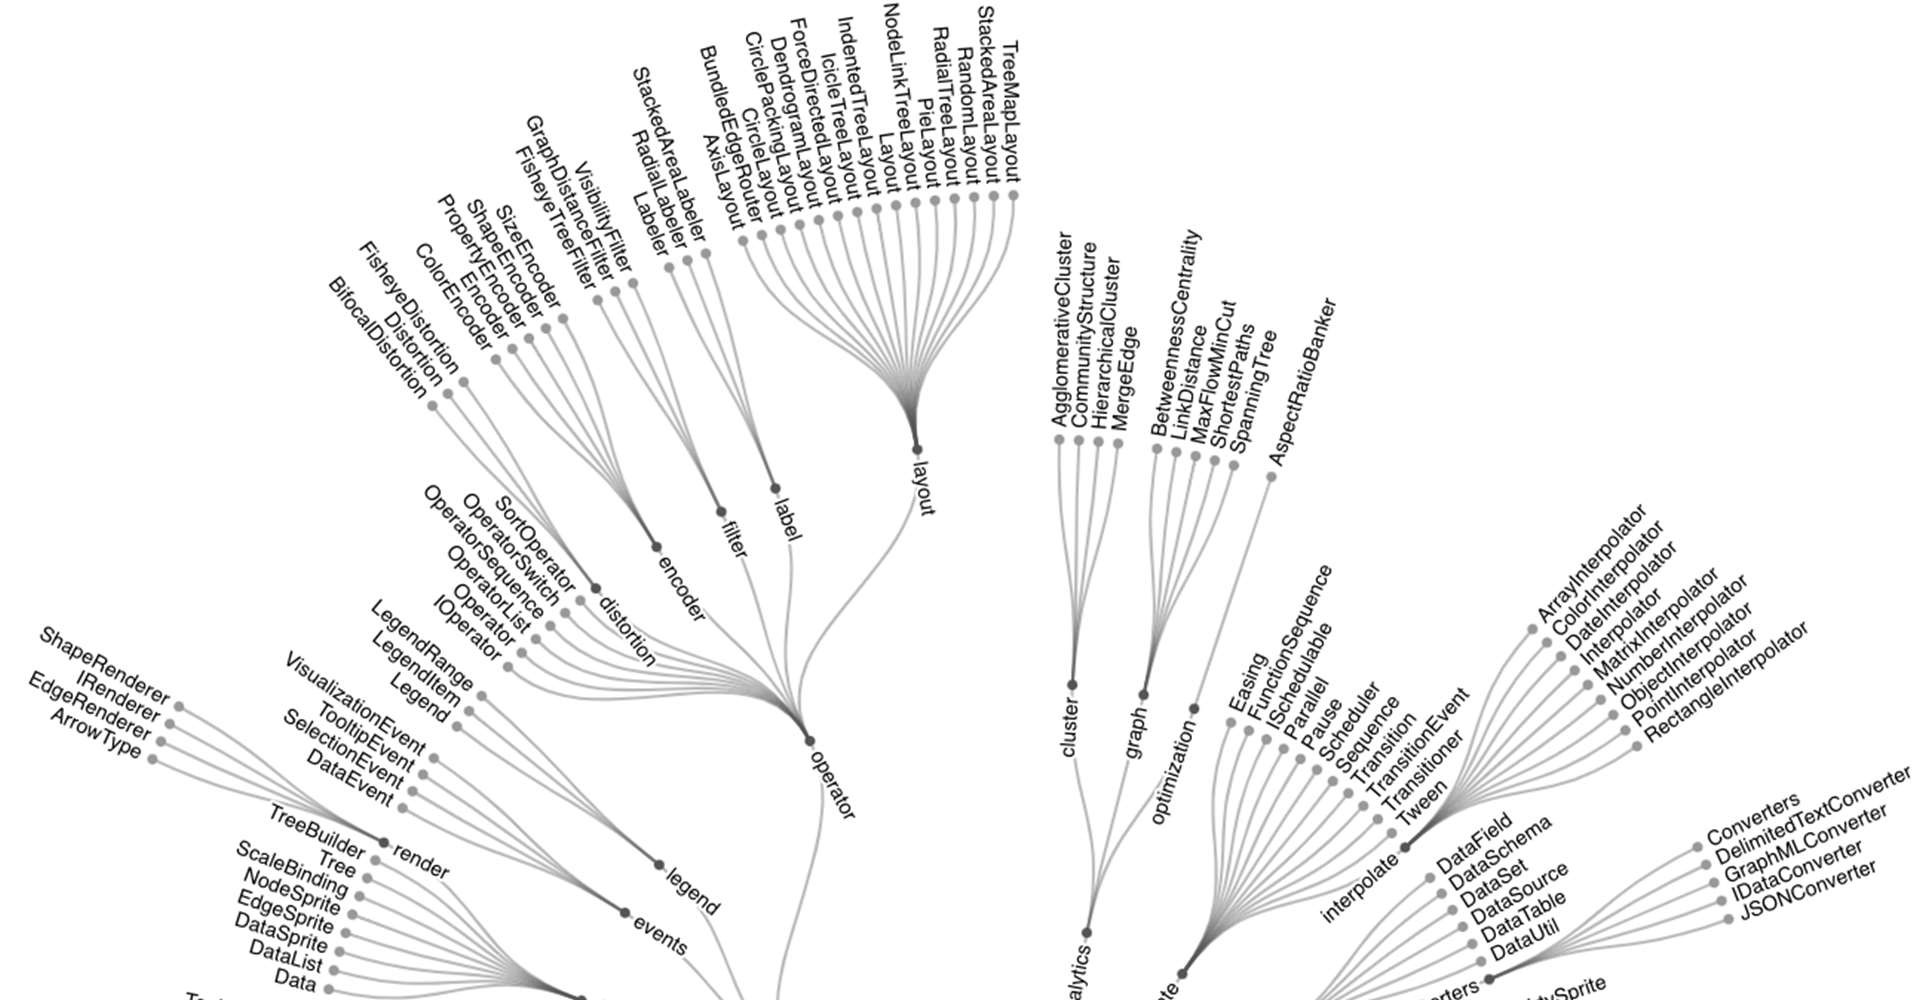 AxisLayout
BundledEdgeRouter
CircleLayout
CirclePackingLayout
DendrogramLayout
ForceDirectedLayout
IcicleTreeLayout
IndentedTreeLayout
Layout
NodeLinkTreeLayout
PieLayout
RadialTreeLayout
RandomLayout
StackedAreaLayout
TreeMapLayout
layout
StackedAreaLabeler
RadialLabeler
Labeler
label
VisibilityFilter
GraphDistanceFilter
FisheyeTreeFilter
filter
SizeEncoder
ShapeEncoder
PropertyEncoder
Encoder
ColorEncoder
encoder
FisheyeDistortion
Distortion
BifocalDistortion
distortion
SortOperator
OperatorSwitch
OperatorSequence
OperatorList
Operator
IOperator
operator
LegendRange
LegendItem
Legend
legend
VisualizationEvent
TooltipEvent
SelectionEvent
DataEvent
events
ShapeRenderer
IRenderer
EdgeRenderer
ArrowType
render
TreeBuilder
Tree
ScaleBinding
NodeSprite
EdgeSprite
DataSprite
DataList
Data
AgglomerativeCluster
CommunityStructure
HierarchicalCluster
MergeEdge
cluster
BetweennessCentrality
LinkDistance
MaxFlowMinCut
ShortestPaths
SpanningTree
graph
AspectRatioBanker
optimization
alytics
Easing
FunctionSequence
ISchedulable
Parallel
Pause
Scheduler
Sequence
Transition
TransitionEvent
Transitioner
Tween
ArrayInterpolator
ColorInterpolator
DateInterpolator
Interpolator
MatrixInterpolator
NumberInterpolator
ObjectInterpolator
PointInterpolator
RectangleInterpolator
interpolate
te
DataField
DataSchema
DataSet
DataSource
DataTable
DataUtil
Converters
DelimitedTextConverter
GraphMLConverter
IDataConverter
JSONConverter
erters
tySprite